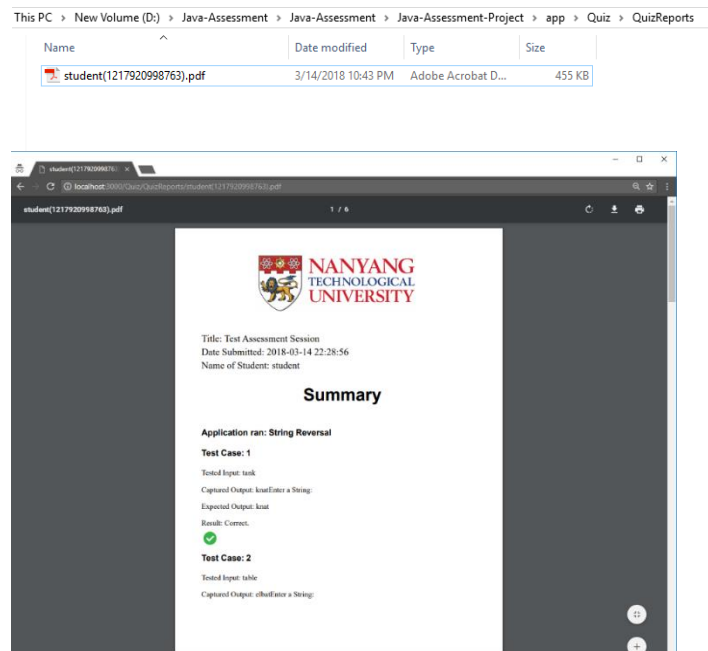 This PC > New Volume (D:) > Java-Assessment > Java-Assessment > Java-Assessment-Project > app > Quiz > QuizReports
Name Date modified Type Size
student(1217920998763).pdf 3/14/2018 10:43 PM Adobe Acrobat D... 455 KB
student(1217920998763)
localhost:3000/Quiz/QuizReports/student(1217920998763).pdf
student(1217920998763).pdf 1 / 6
NANYANG
TECHNOLOGICAL
UNIVERSITY
Title: Test Assessment Session
Date Submitted: 2018-03-14 22:28:56
Name of Student: student
Summary
Application ran: String Reversal
Test Case: 1
Tested Input: tank
Captured Output: knatEnter a String:
Expected Output: knat
Result: Correct.
Test Case: 2
Tested Input: table
Captured Output: elbatEnter a String: